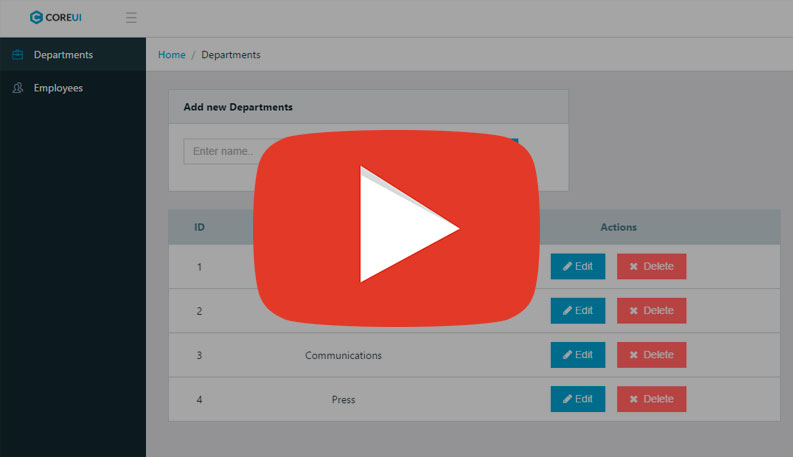 COREUI
Departments
Employees
Home / Departments
Add new Departments
Enter name..
ID Actions
1 Edit Delete
2 Edit Delete
3 Communications Edit Delete
4 Press Edit Delete